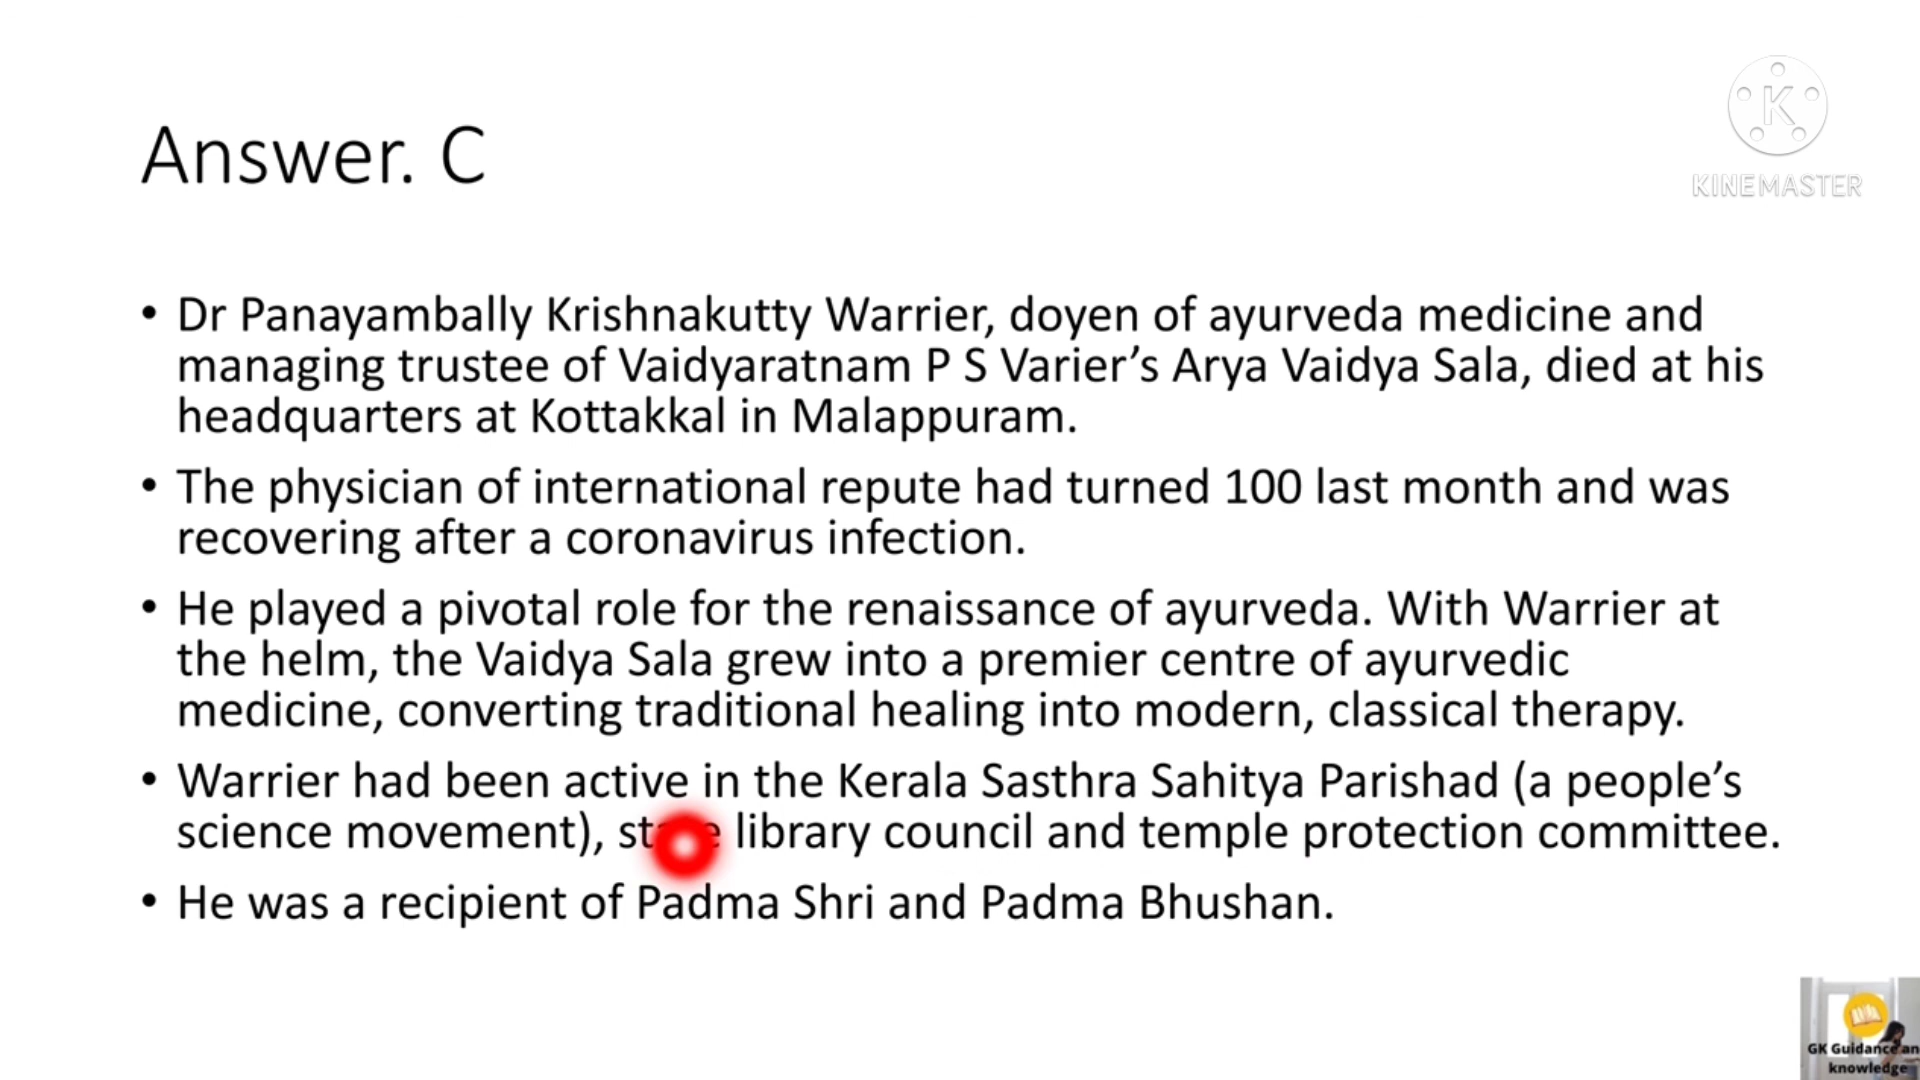 Answer. C
K
KINEMASTER
• Dr Panayambally Krishnakutty Warrier, doyen of ayurveda medicine and
managing trustee of Vaidyaratnam P S Varier’s Arya Vaidya Sala, died at his
headquarters at Kottakkal in Malappuram.
• The physician of international repute had turned 100 last month and was
recovering after a coronavirus infection.
• He played a pivotal role for the renaissance of ayurveda. With Warrier at
the helm, the Vaidya Sala grew into a premier centre of ayurvedic
medicine, converting traditional healing into modern, classical therapy.
• Warrier had been active in the Kerala Sasthra Sahitya Parishad (a people’s
science movement), state library council and temple protection committee.
• He was a recipient of Padma Shri and Padma Bhushan.
GK Guidance an
knowledge